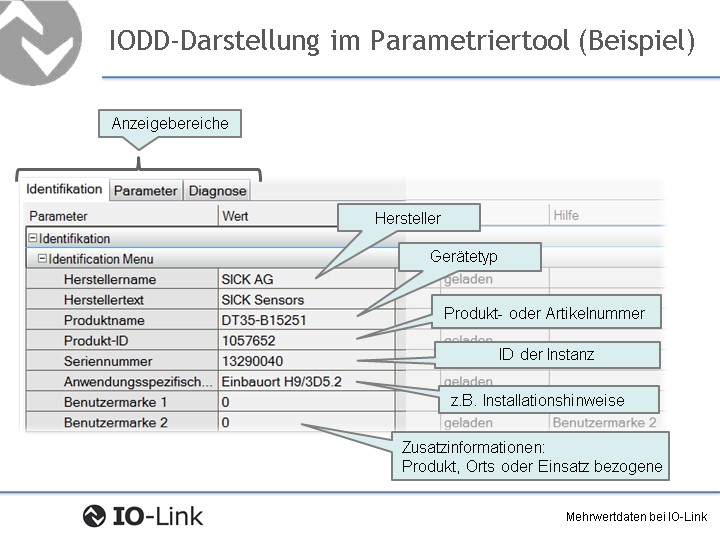 IODD-Darstellung im Parametriertool (Beispiel)
Anzeigebereiche
Identifikation Parameter Diagnose
Parameter Wert Hilfe
Hersteller
Identifikation
Identification Menu
Gerätetyp
Herstellername SICK AG geladen
Herstellertext SICK Sensors
Produktname DT35-B15251
Produkt- oder Artikelnummer
Produkt-ID 1057652 geladen
Seriennummer 13290040
ID der Instanz
Anwendungsspezifisch... Einbauort H9/3D5.2 geladen
Benutzermarke 1 0
z.B. Installationshinweise
Benutzermarke 2 0 geladen Benutzermarke 2
Zusatzinformationen:
Produkt, Orts oder Einsatz bezogene
IO-Link
Mehrwertdaten bei IO-Link